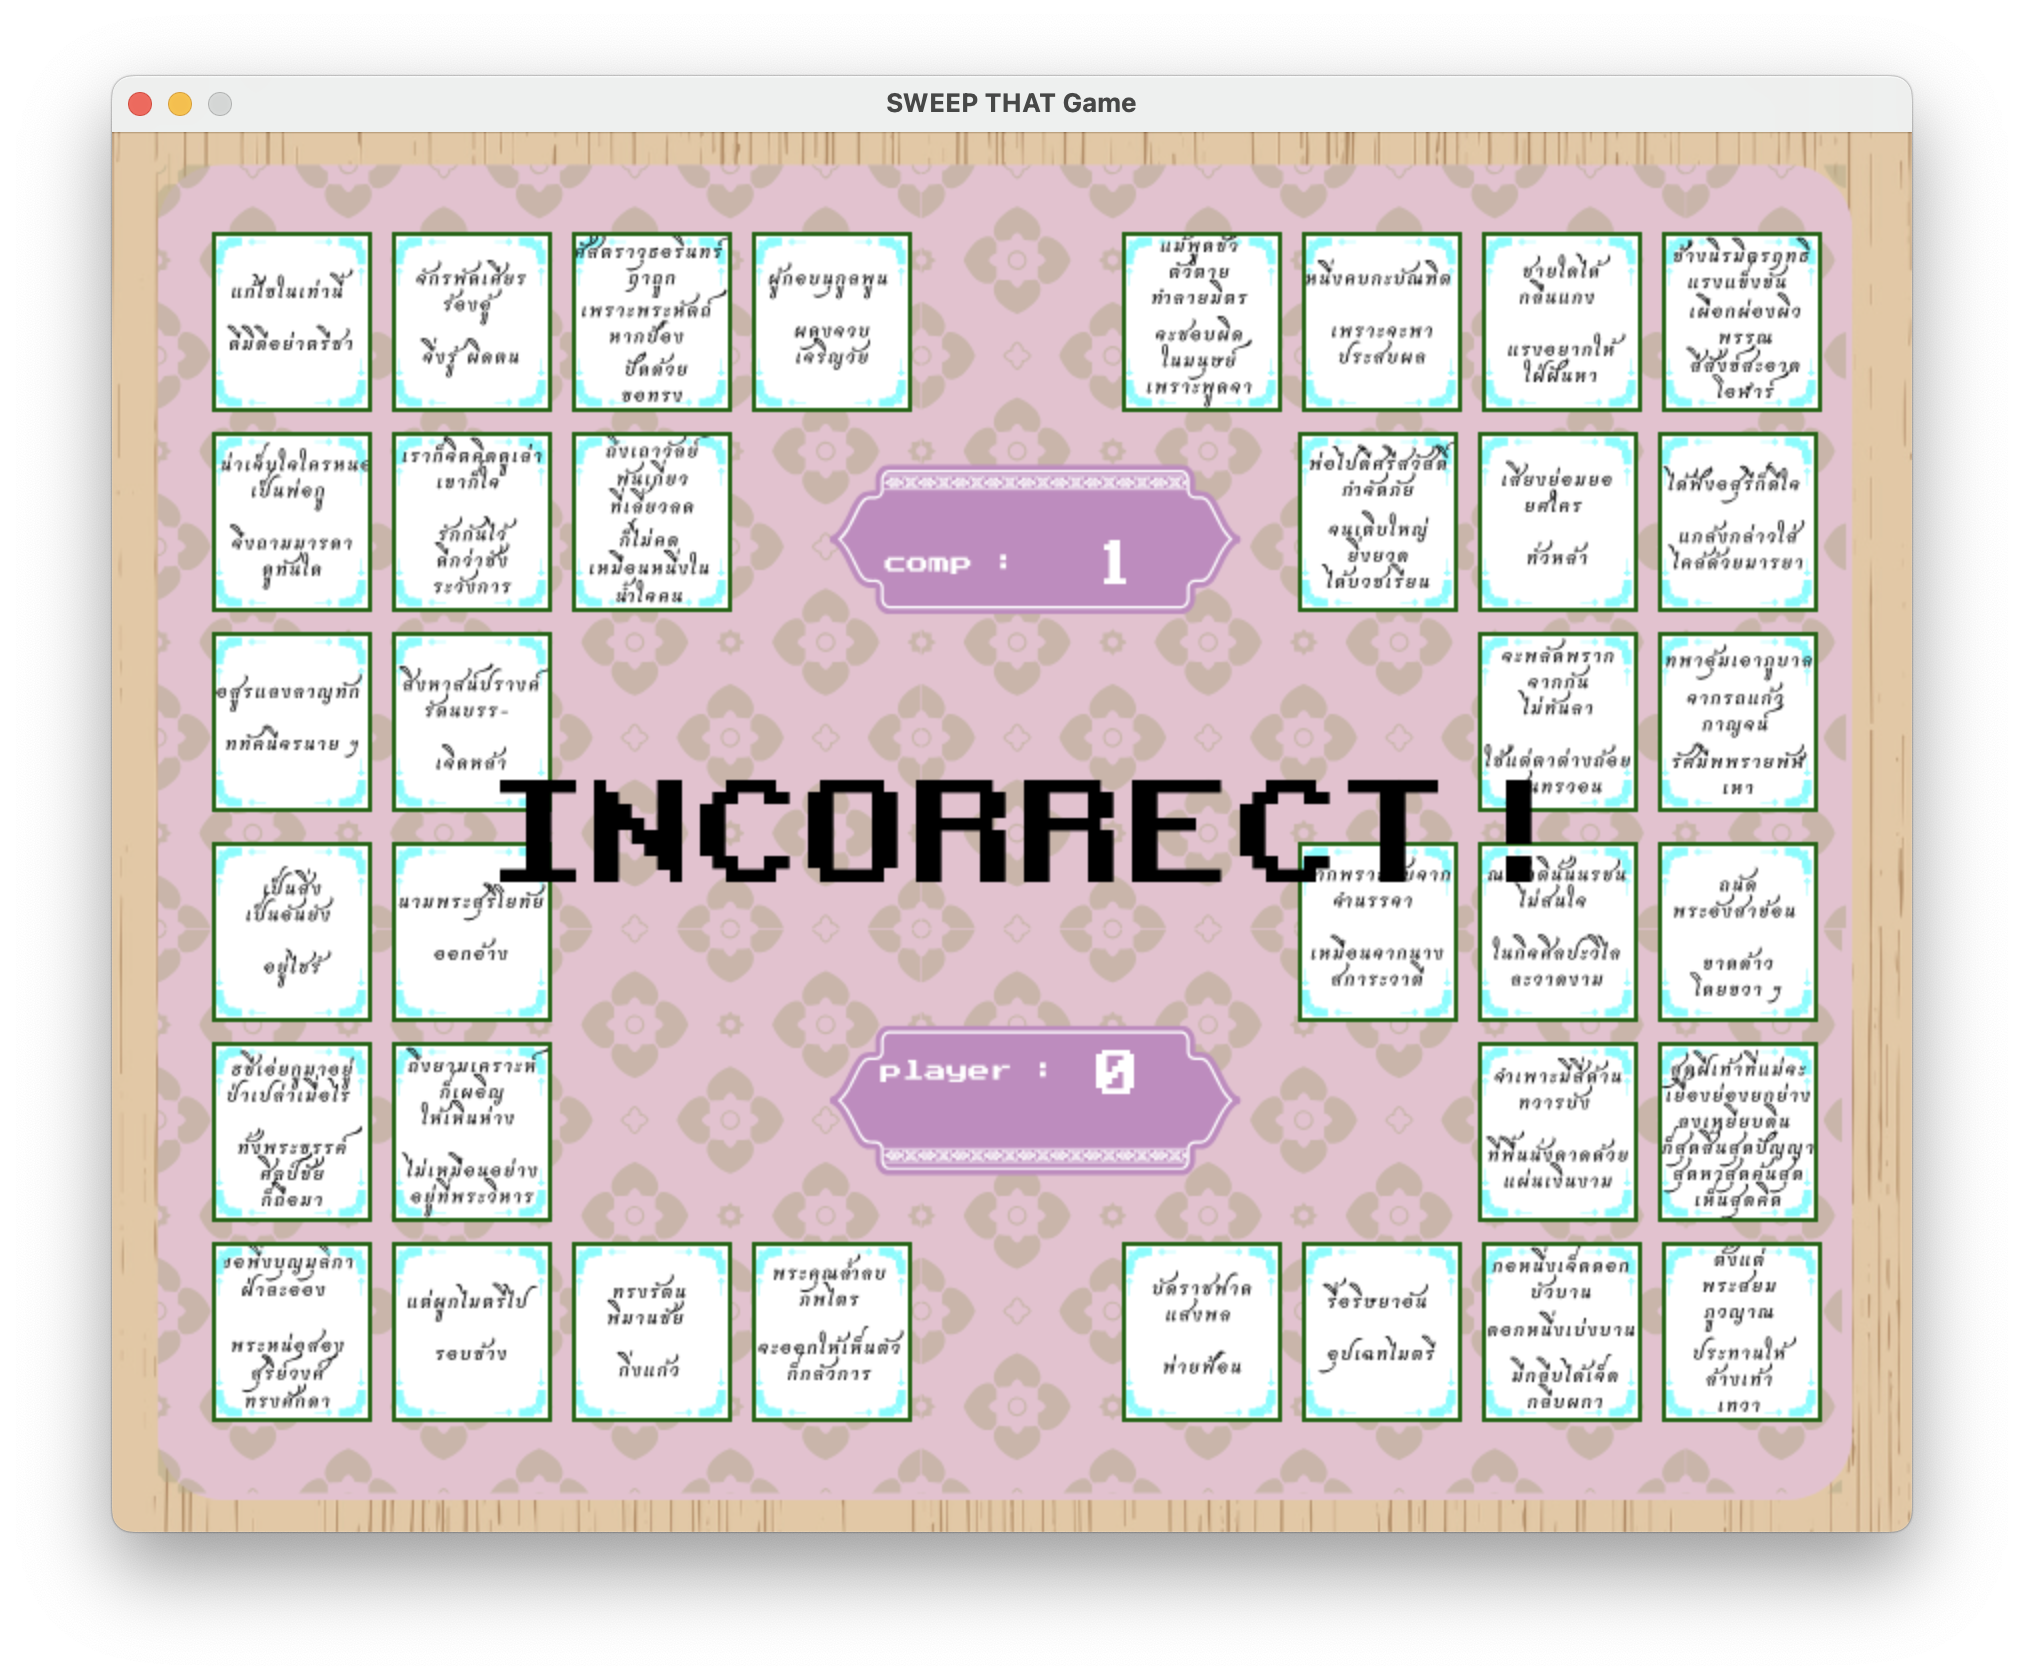 SWEEP THAT Game
แก้ไขในเท่านี้
ดีมิดีอย่าตรีชา
จักรพัดเศียร
ร้องอู้
จึ่งรู้ ผิดตน
ศัสตราวุธอรินทร์
ฤาถูก
เพราะพระหัตถ์
หากป้อง
ปัดด้วย
ขอทรง
ผู้กอบนุกูลพูน
ผดุงจาบ
เจริญวัย
แม้พูดชั่ว
ตัวตาย
ทำลายมิตร
จะชอบผิด
ในมนุษย์
เพราะพูดจา
หนึ่งคบกะบัณฑิต
เพราะจะพา
ประสบผล
ชายใดได้
กลืนแกง
แรงอยากให้
ใฝ่ฝันหา
ช้างนิรมิตรฤทธิ
แรงแข็งขัน
เผือกผ่องผิว
พรรณ
สีสังข์สะอาด
โอฬาร์
น่าเจ็บใจใครหนอ
เป็นพ่อกู
จึงถามมารดา
ดูทันใด
เราก็จิตคิดดูเล่า
เขาก็ใจ
รักกันไว้
ดีกว่าชัง
ระวังการ
ถึงเถาวัลย์
พันเกี่ยว
ที่เลี้ยวลด
ก็ไม่คด
เหมือนหนึ่งใน
น้ำใจคน
comp : 1
พ่อไปดีศรีสวัสดิ์
กำจัดภัย
จนเติบใหญ่
ยิ่งยวด
ได้บวชเรียน
เสียงย่อมยอ
ยศใคร
ทั่วหล้า
ได้ฟังอสุรีก็ดีใจ
แกล้งกล่าวใส้
ไคล้ด้วยมารยา
อสูรแลงลาญทัก
ททัคนีจรนาย ฯ
สิงหาสน์ปรางค์
รัตนบรร-
เจิดหล้า
จะพลัดพราก
จากกัน
ไม่ทันลา
ใช้แต่ตาต่างถ้อย
ทหาอุ้มเอาภูบาล
จากรถแก้ว
กาญจน์
รัศมีพพรายพัฬ
เหา
INCORRECT!
เป็นสิ่ง
เป็นอันยัง
อยู่ไซร้
นามพระสุริโยทัย
ออกอ้าง
จำนรรจา
เหมือนจากนาง
สการะวาตี
ไม่สนใจ
ในกิจศิลปะวิไล
ละวาดงาม
ถนัด
พระอังสาข้อน
ขาดด้าว
โดยขวา ๆ
ฤๅษีเอ๋ยกูมาอยู่
ป่าเปล่าเมื่อไร
ทั้งพระธรรค์
ศิลป์ชัย
ก็ถือมา
ถึงยามเคราะห์
ก็เผอิญ
ให้เหินห่าง
ไม่เหมือนอย่าง
อยู่ที่พระวิหาร
player : 0
จำเพาะมีสี่ด้าน
ทวารบัง
ที่พื้นนั่งดาดด้วย
แผ่นเงินงาม
สุดฝีเท้าที่แม่จะ
เยื้องย่องยกย่าง
ลงเหยียบดิน
ก็สุดสิ้นสุดปัญญา
สุดหาสุดค้นสุด
เห็นสุดคิด
ขอพึ่งบุญมุลิกา
ฝ่าละออง
พระหน่อสอง
สุริย์วงศ์
ทรงศักดา
แต่ผูกไมตรีไป
รอบข้าง
ทรงรัตน
พิมานชัย
กิ่งแก้ว
พระคุณล้ำลบ
ภพไตร
จะออกให้เห็นตัว
ก็กลัวการ
บัดราชฟาด
แสงพล
พ่ายฟ้อน
รื้อริษยาอัน
อุปเฉทไมตรี
กอหนึ่งเจ็ดดอก
บัวบาน
ดอกหนึ่งเบ่งบาน
มีกลีบได้เจ็ด
กลีบผกา
ตั้งแต่
พระสยม
ภูวญาณ
ประทานให้
ล้างเท้า
เทวา